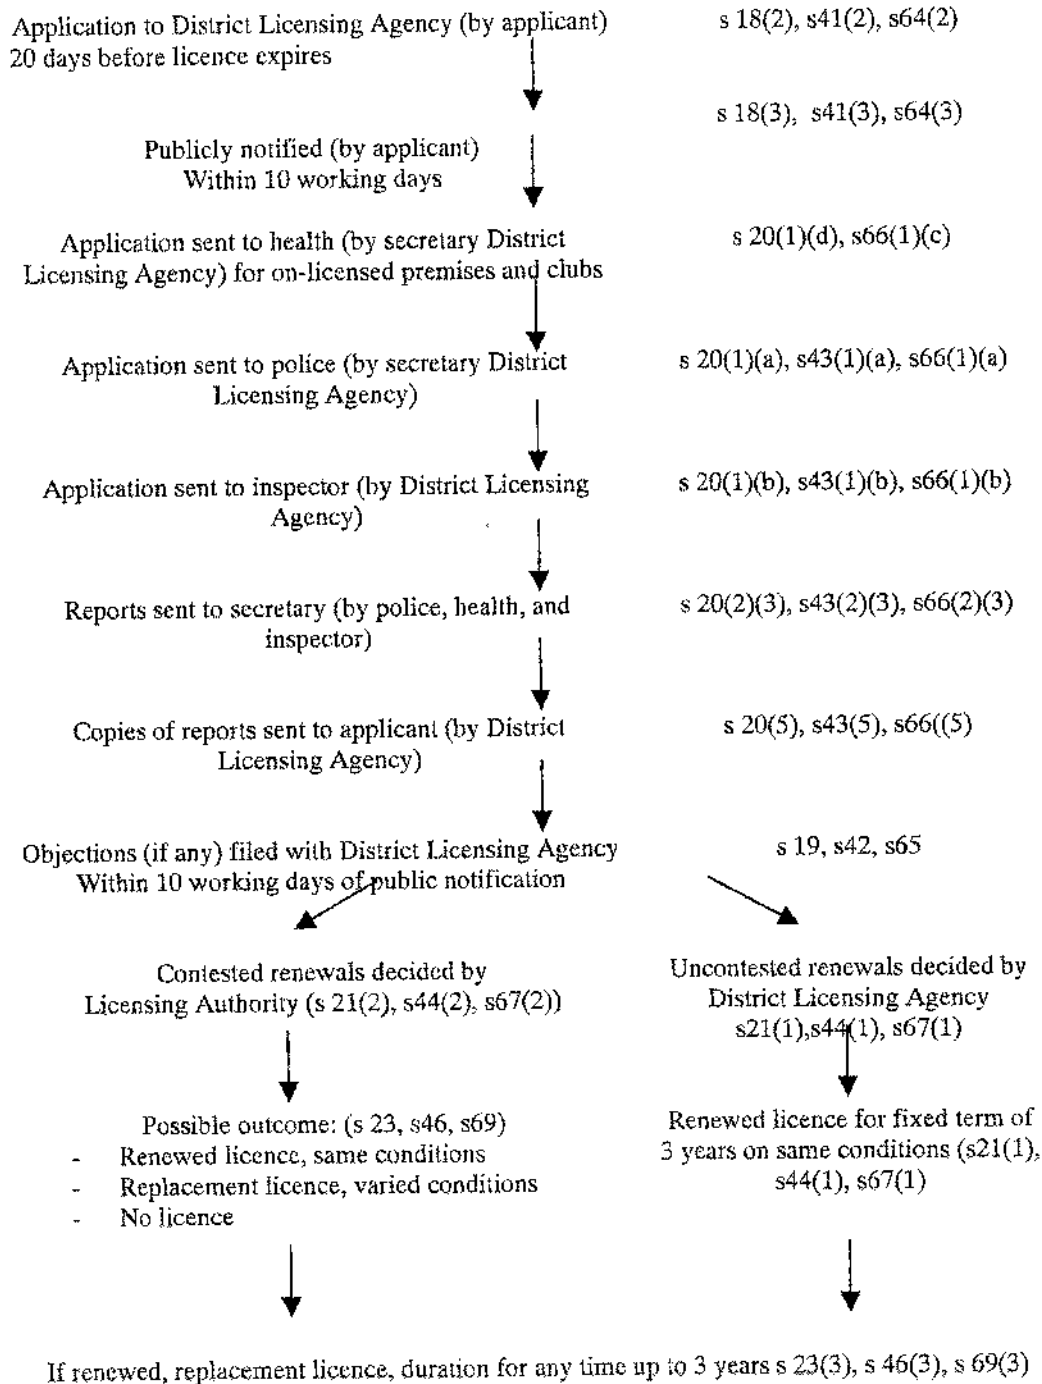 Application to District Licensing Agency (by applicant) s 18(2), s41(2), s64(2)
20 days before licence expires
s 18(3), s41(3), s64(3)
Publicly notified (by applicant)
Within 10 working days
Application sent to health (by secretary District s 20(1)(d), s66(1)(c)
Licensing Agency) for on-licensed premises and clubs
Application sent to police (by secretary District s 20(1)(a), s43(1)(a), s66(1)(a)
Licensing Agency)
Application sent to inspector (by District Licensing s 20(1)(b), s43(1)(b), s66(1)(b)
Agency)
Reports sent to secretary (by police, health, and s 20(2)(3), s43(2)(3), s66(2)(3)
inspector)
Copies of reports sent to applicant (by District s 20(5), s43(5), s66((5)
Licensing Agency)
Objections (if any) filed with District Licensing Agency s 19, s42, s65
Within 10 working days of public notification
Contested renewals decided by
Licensing Authority (s 21(2), s44(2), s67(2))
Uncontested renewals decided by
District Licensing Agency
s21(1),s44(1), s67(1)
Possible outcome: (s 23, s46, s69)
- Renewed licence, same conditions
- Replacement licence, varied conditions
- No licence
Renewed licence for fixed term of
3 years on same conditions (s21(1),
s44(1), s67(1)
If renewed, replacement licence, duration for any time up to 3 years s 23(3), s 46(3), s 69(3)